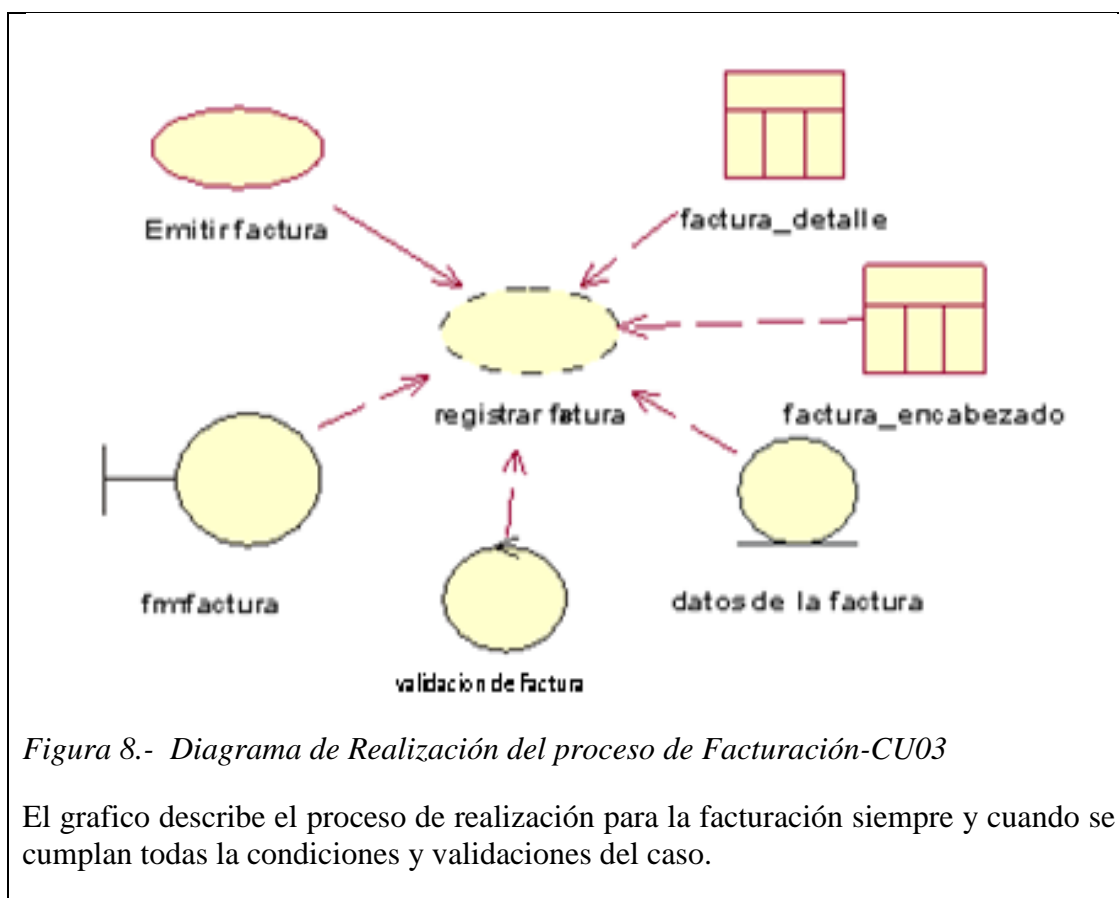 Emitir factura
factura_detalle
registrar fatura
factura_encabezado
frmfactura
datos de la factura
validacion de Factura
Figura 8.- Diagrama de Realización del proceso de Facturación-CU03
El grafico describe el proceso de realización para la facturación siempre y cuando se
cumplan todas la condiciones y validaciones del caso.